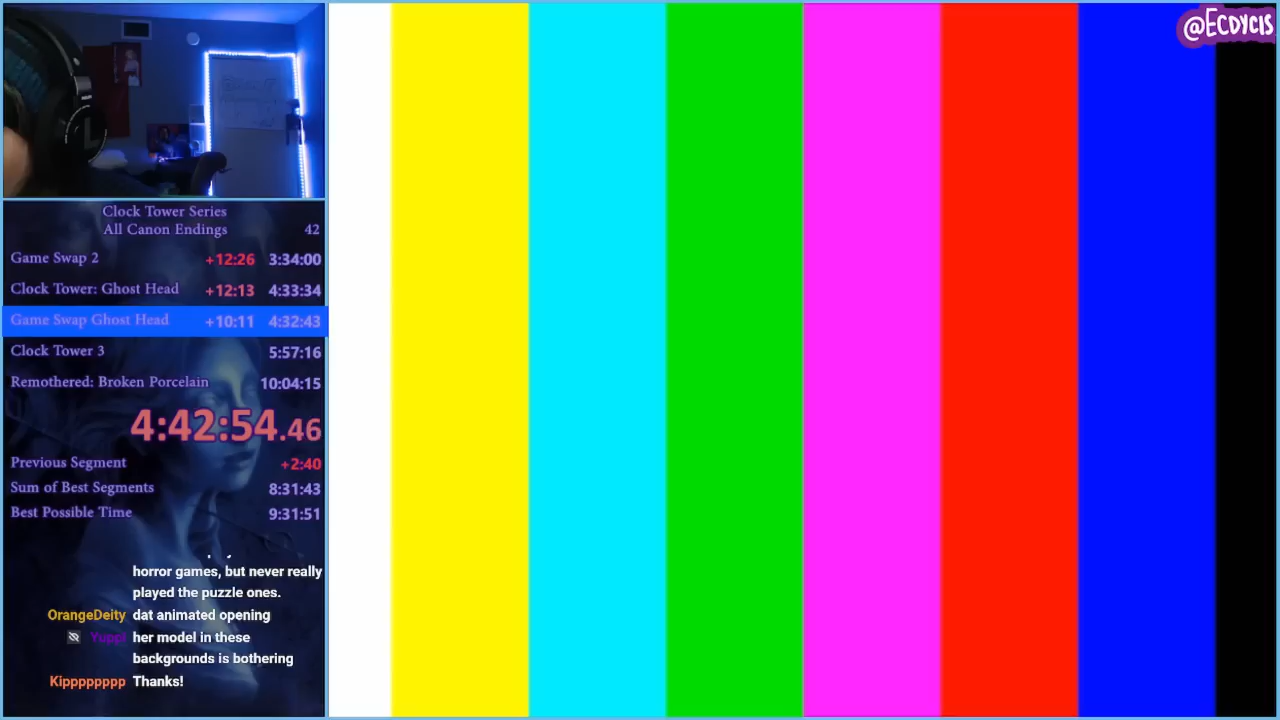 @ECDYCIS
Clock Tower Series
All Canon Endings 42
Game Swap 2 +12:26 3:34:00
Clock Tower: Ghost Head +12:13 4:33:34
Game Swap Ghost Head +10:11 4:32:43
Clock Tower 3 5:57:16
Remothered: Broken Porcelain 10:04:15
4:42:54.46
Previous Segment +2:40
Sum of Best Segments 8:31:43
Best Possible Time 9:31:51
horror games, but never really
played the puzzle ones.
OrangeDeity dat animated opening
Yuppi her model in these
backgrounds is bothering
Kipppppppp Thanks!